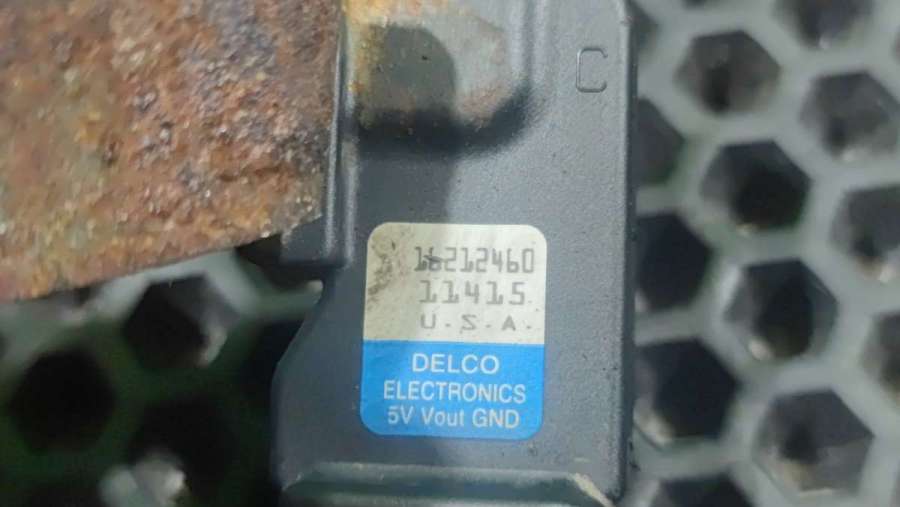 C
16212460
11415
U.S.A.
DELCO
ELECTRONICS
5V Vout GND